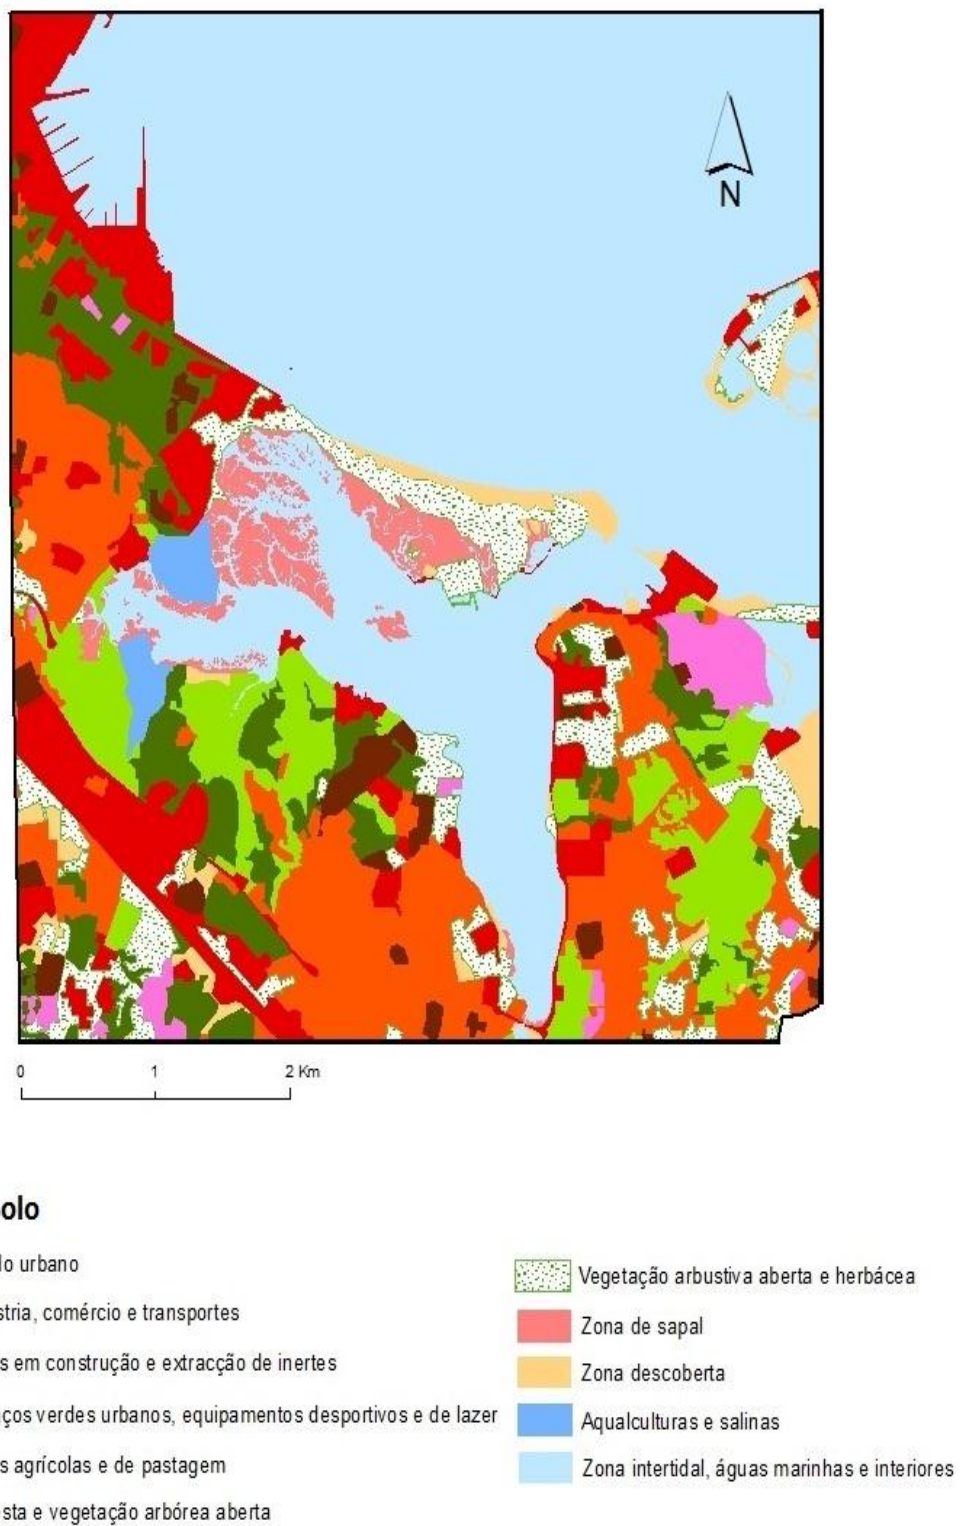 N
0 1 2 Km
olo
do urbano
stria, comércio e transportes
s em construção e extracção de inertes
ços verdes urbanos, equipamentos desportivos e de lazer
s agrícolas e de pastagem
sta e vegetação arbórea aberta
Vegetação arbustiva aberta e herbácea
Zona de sapal
Zona descoberta
Aqualculturas e salinas
Zona intertidal, águas marinhas e interiores